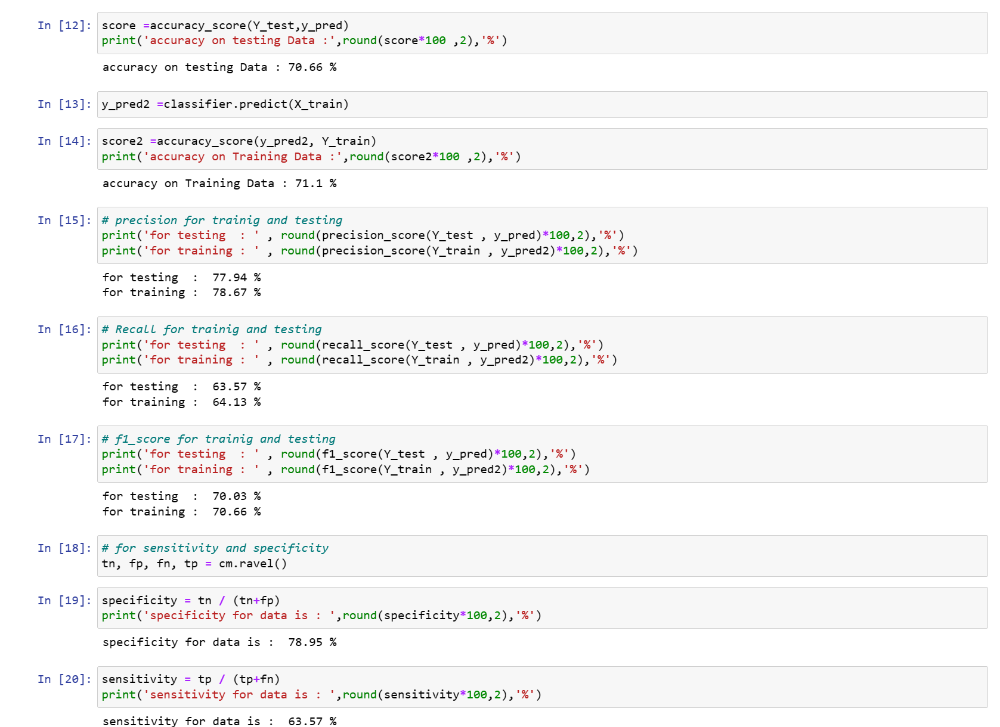 In [12]: score =accuracy_score(Y_test,y_pred)
print('accuracy on testing Data :',round(score*100 ,2),'%')
accuracy on testing Data : 70.66 %
In [13]: y_pred2 =classifier.predict(X_train)
In [14]: score2 =accuracy_score(y_pred2, Y_train)
print('accuracy on Training Data :',round(score2*100 ,2),'%')
accuracy on Training Data : 71.1 %
In [15]: # precision for trainig and testing
print('for testing  : ' , round(precision_score(Y_test , y_pred)*100,2),'%')
print('for training : ' , round(precision_score(Y_train , y_pred2)*100,2),'%')
for testing  :  77.94 %
for training :  78.67 %
In [16]: # Recall for trainig and testing
print('for testing  : ' , round(recall_score(Y_test , y_pred)*100,2),'%')
print('for training : ' , round(recall_score(Y_train , y_pred2)*100,2),'%')
for testing  :  63.57 %
for training :  64.13 %
In [17]: # f1_score for trainig and testing
print('for testing  : ' , round(f1_score(Y_test , y_pred)*100,2),'%')
print('for training : ' , round(f1_score(Y_train , y_pred2)*100,2),'%')
for testing  :  70.03 %
for training :  70.66 %
In [18]: # for sensitivity and specificity
tn, fp, fn, tp = cm.ravel()
In [19]: specificity = tn / (tn+fp)
print('specificity for data is : ',round(specificity*100,2),'%')
specificity for data is :  78.95 %
In [20]: sensitivity = tp / (tp+fn)
print('sensitivity for data is : ',round(sensitivity*100,2),'%')
sensitivity for data is :  63.57 %